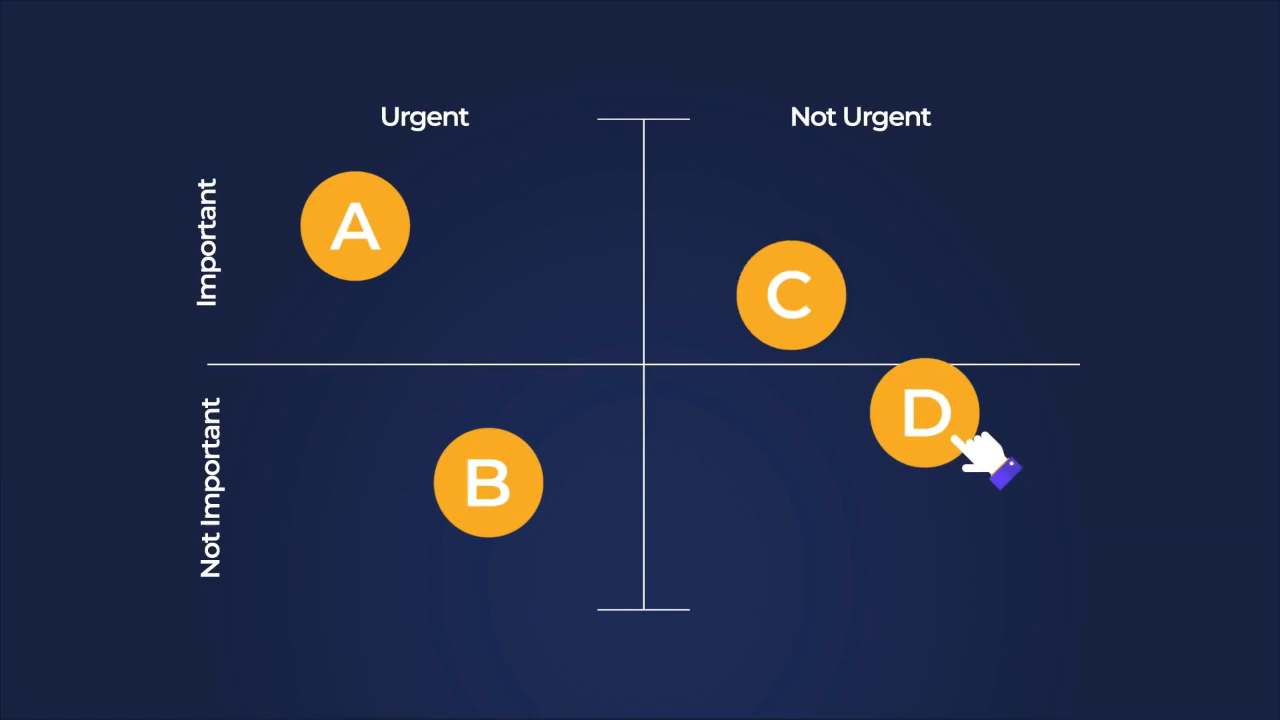 Urgent
Not Urgent
Important
A
C
Not Important
D
B